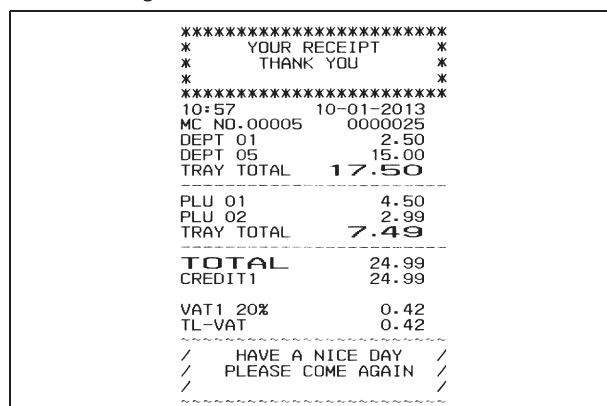 ************************
* YOUR RECEIPT *
* THANK YOU *
* *
************************
10:57 10-01-2013
MC NO.00005 0000025
DEPT 01 2.50
DEPT 05 15.00
TRAY TOTAL 17.50
PLU 01 4.50
PLU 02 2.99
TRAY TOTAL 7.49
TOTAL 24.99
CREDIT1 24.99
VAT1 20% 0.42
TL-VAT 0.42
~~~~~~~~~~~~~~~~~~~~~~~~
/ HAVE A NICE DAY /
/ PLEASE COME AGAIN /
/ /
~~~~~~~~~~~~~~~~~~~~~~~~